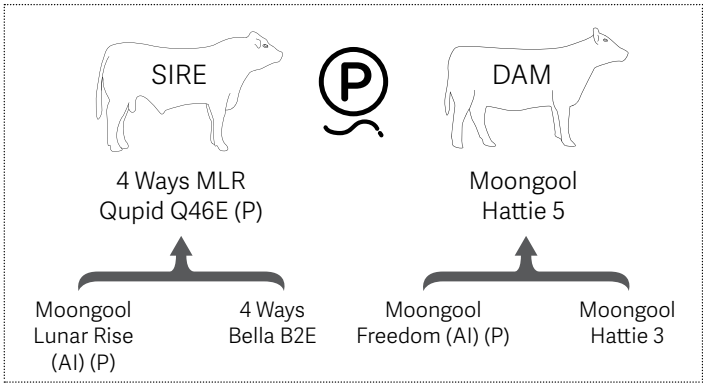 SIRE
P
DAM
4 Ways MLR
Qupid Q46E (P)
Moongool
Hattie 5
Moongool
Lunar Rise
(AI) (P)
4 Ways
Bella B2E
Moongool
Freedom (AI) (P)
Moongool
Hattie 3